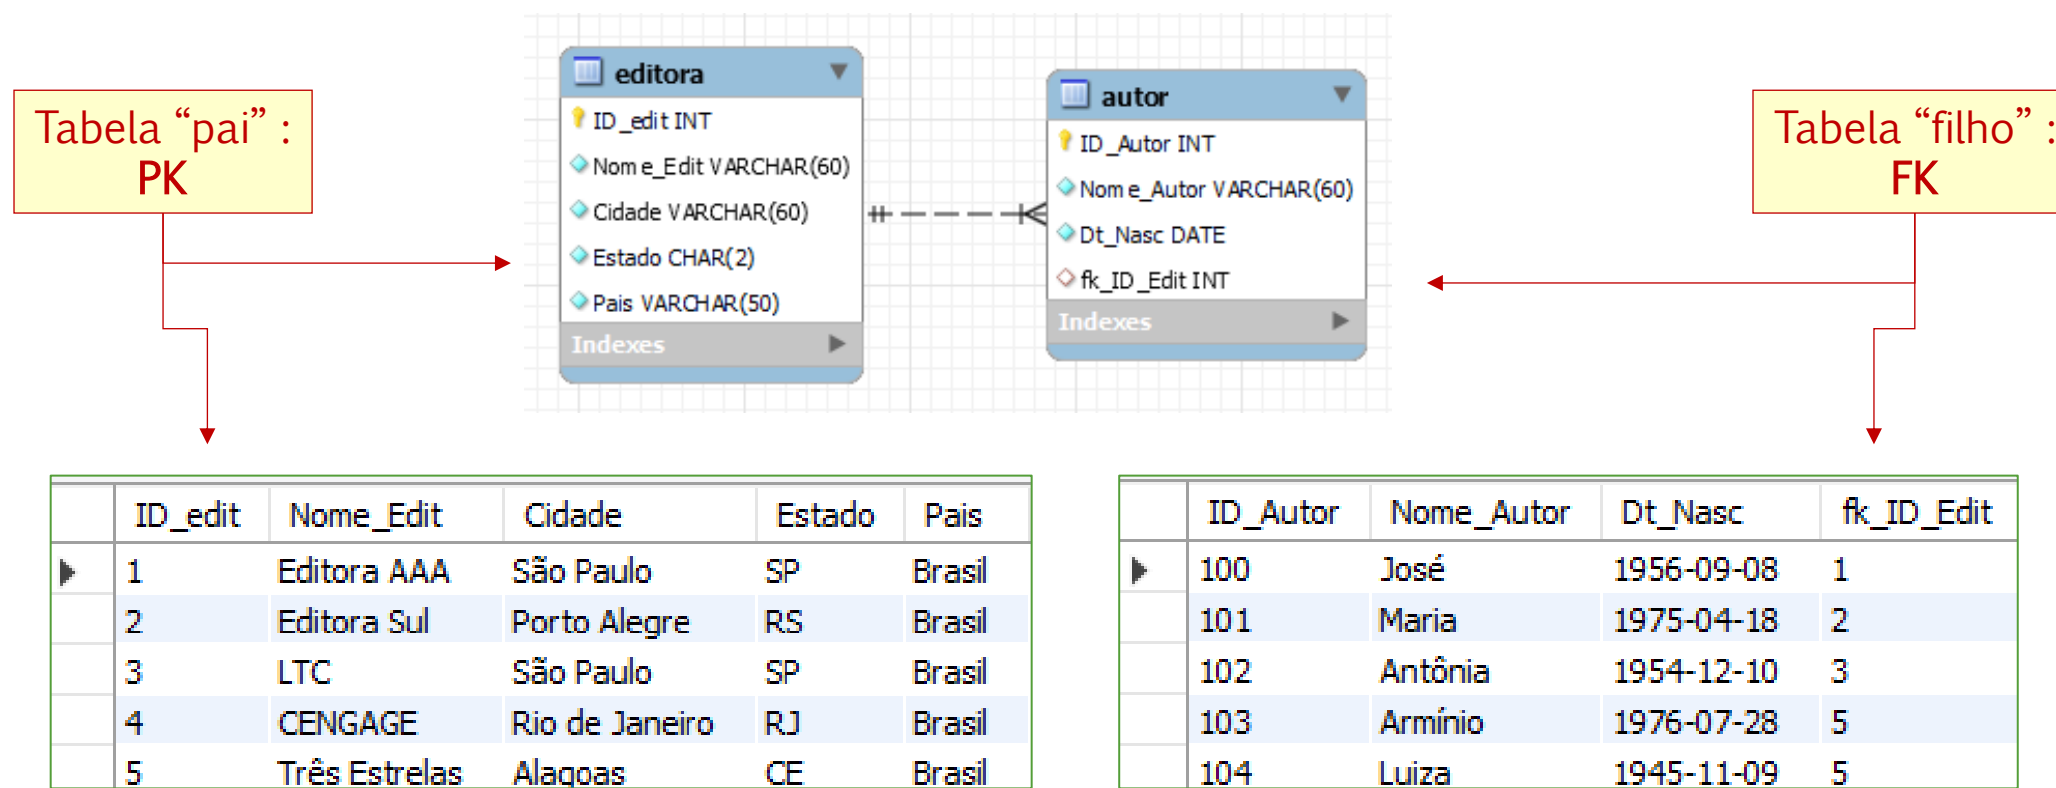 editora
ID_edit INT
Nome_Edit VARCHAR(60)
Cidade VARCHAR(60)
Estado CHAR(2)
Pais VARCHAR(50)
Indexes
autor
ID_Autor INT
Nome_Autor VARCHAR(60)
Dt_Nasc DATE
fk_ID_Edit INT
Indexes
Tabela “pai” :
PK
Tabela “filho” :
FK
ID_edit Nome_Edit Cidade Estado Pais
1 Editora AAA São Paulo SP Brasil
2 Editora Sul Porto Alegre RS Brasil
3 LTC São Paulo SP Brasil
4 CENGAGE Rio de Janeiro RJ Brasil
5 Três Estrelas Alagoas CE Brasil
ID_Autor Nome_Autor Dt_Nasc fk_ID_Edit
100 José 1956-09-08 1
101 Maria 1975-04-18 2
102 Antônia 1954-12-10 3
103 Armínio 1976-07-28 5
104 Luiza 1945-11-09 5